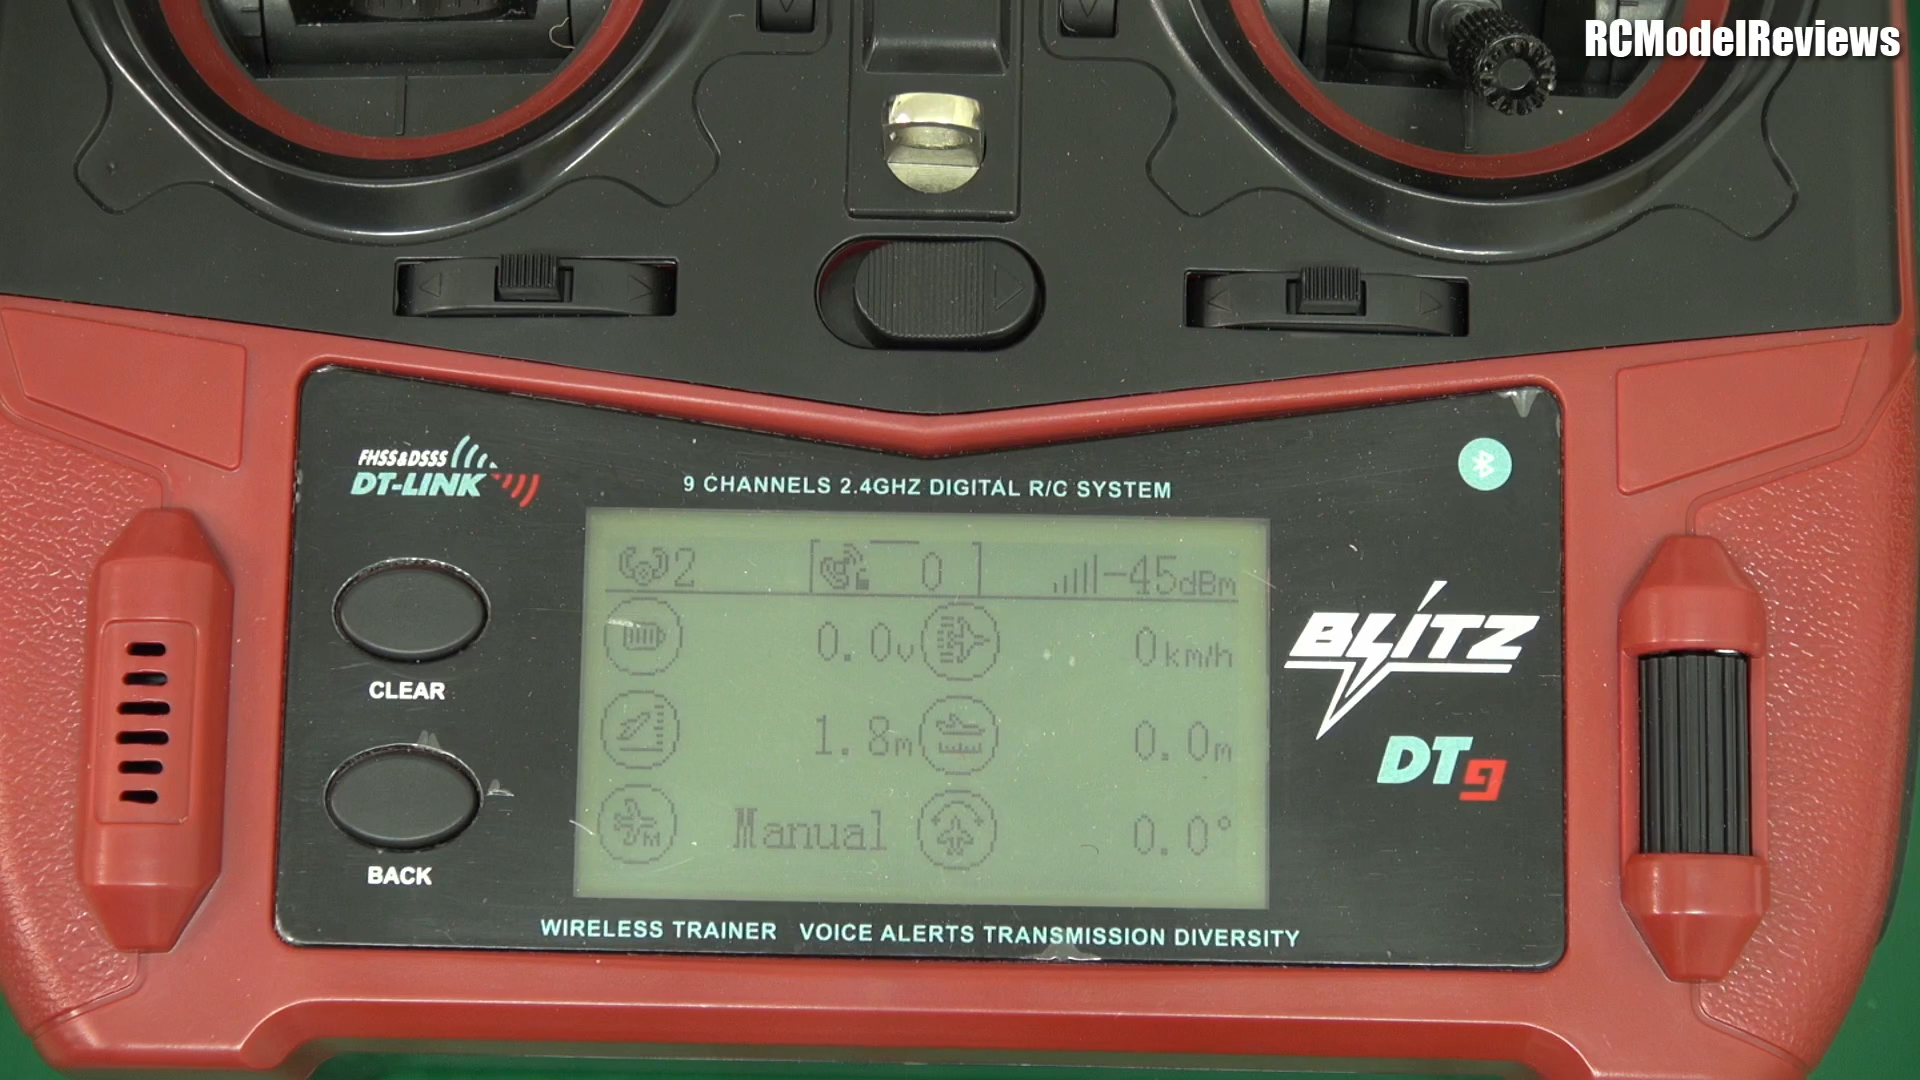 RCModelReviews
FHSS&DSSS
DT-LINK
9 CHANNELS 2.4GHZ DIGITAL R/C SYSTEM
2 0 -45dBm
0.0v 0km/h
1.8m 0.0m
M Manual 0.0°
CLEAR
BACK
BLITZ
DT9
WIRELESS TRAINER VOICE ALERTS TRANSMISSION DIVERSITY